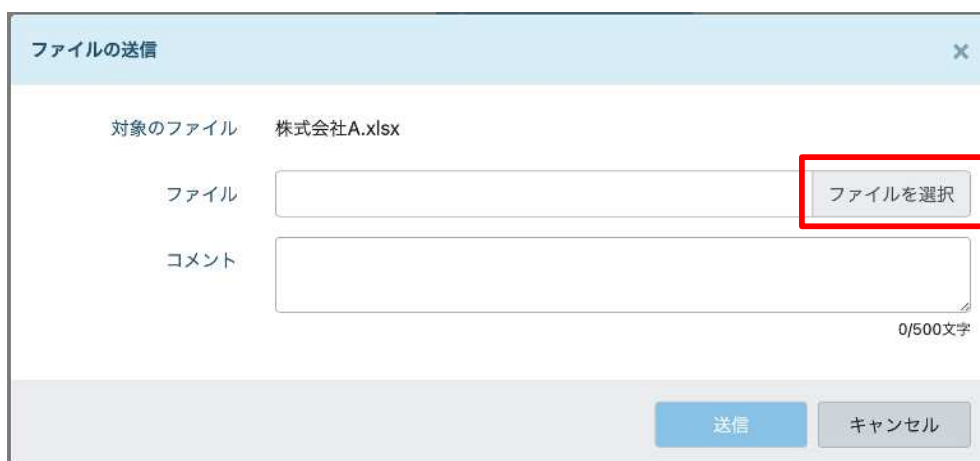 ファイルの送信 ×
対象のファイル 株式会社A.xlsx
ファイル ファイルを選択
コメント
0/500文字
送信 キャンセル